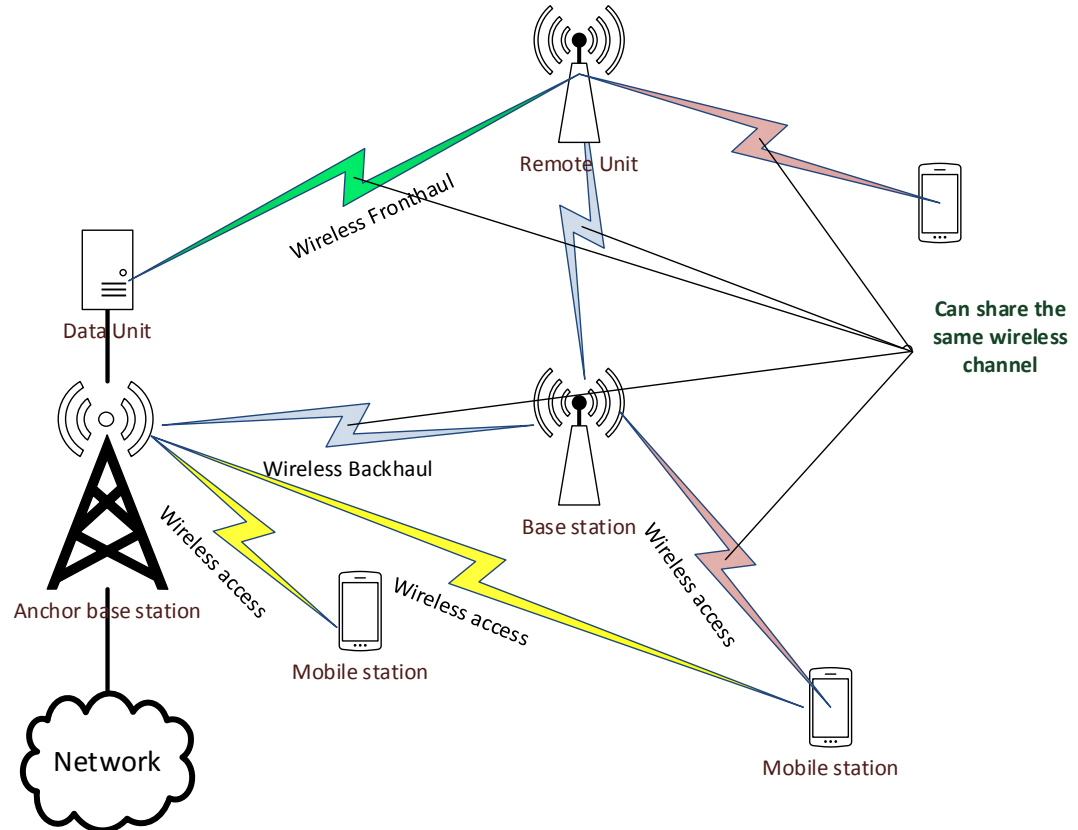 Remote Unit
Wireless Fronthaul
Data Unit
Can share the
same wireless
channel
Wireless Backhaul
Base station
Wireless access
Wireless access
Wireless access
Anchor base station
Mobile station
Network
Mobile station